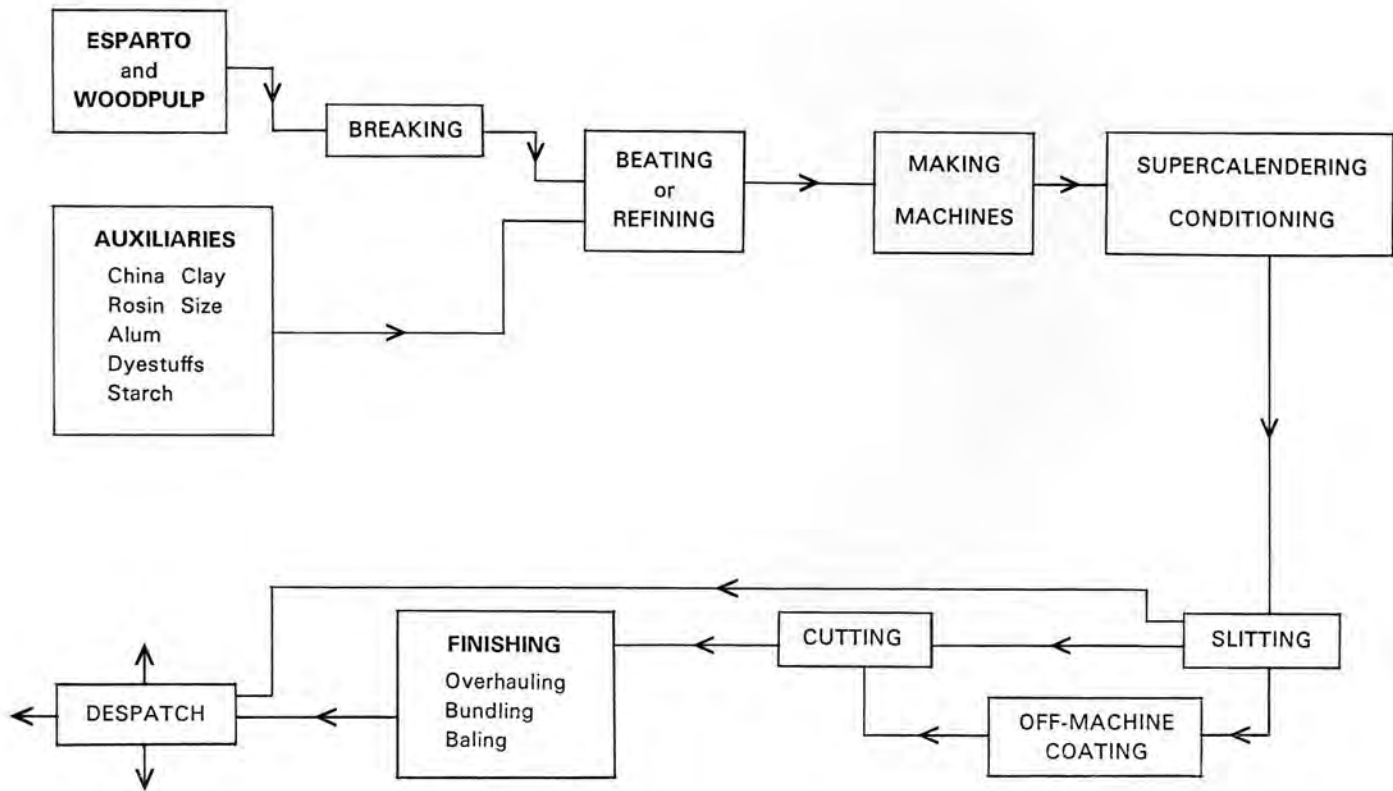 ESPARTO
and
WOODPULP
BREAKING
BEATING
or
REFINING
MAKING
MACHINES
SUPERCALENDERING
CONDITIONING
AUXILIARIES
China Clay
Rosin Size
Alum
Dyestuffs
Starch
SLITTING
CUTTING
OFF-MACHINE
COATING
FINISHING
Overhauling
Bundling
Baling
DESPATCH